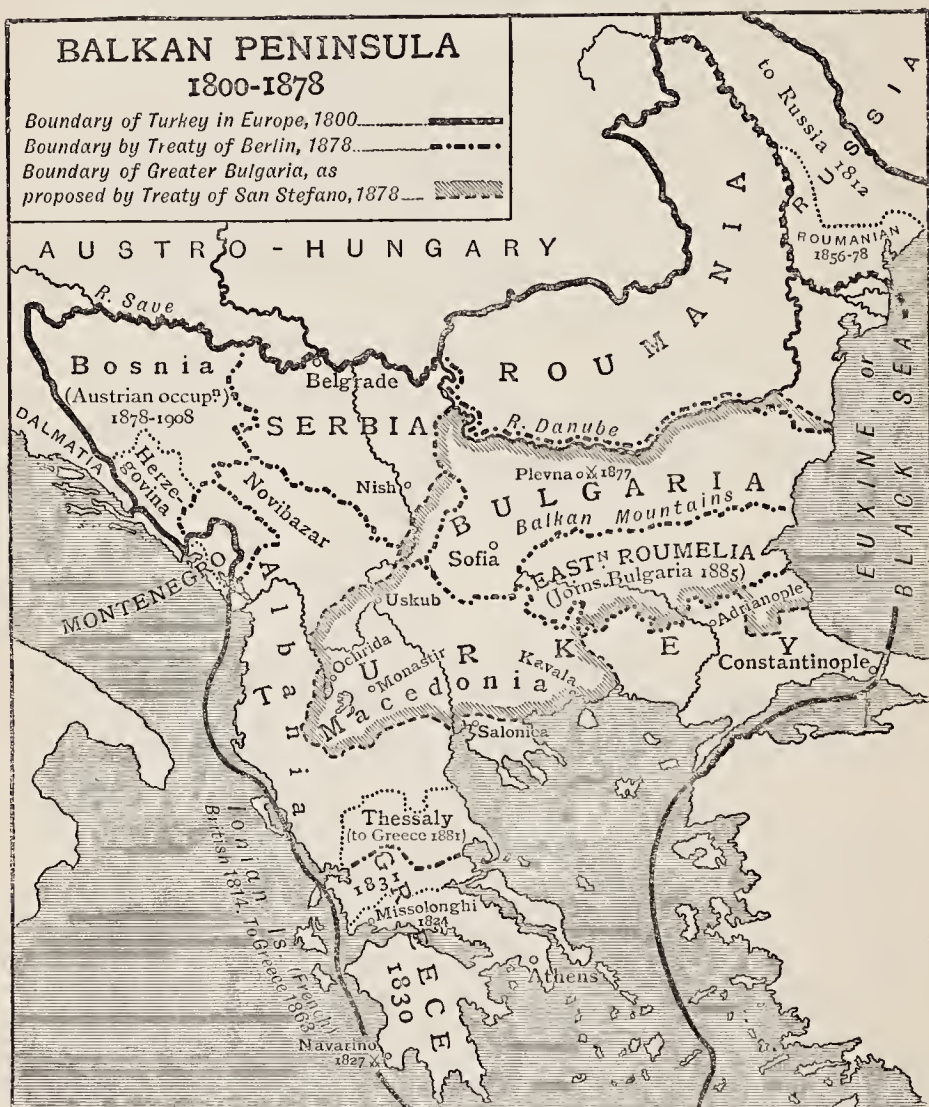 BALKAN PENINSULA
1800-1878
Boundary of Turkey in Europe, 1800
Boundary by Treaty of Berlin, 1878
Boundary of Greater Bulgaria, as
proposed by Treaty of San Stefano, 1878
RUSSIA
to Russia 1812
ROUMANIAN
1856-78
AUSTRO-HUNGARY
R. Save
ROUMANIA
Bosnia
(Austrian occupn)
1878-1908
Belgrade
SERBIA
R. Danube
EUXINE or
BLACK SEA
DALMATIA
Herze-
govina
Novibazar
Nish
Plevna 1877
BULGARIA
Balkan Mountains
Sofia
EASTN ROUMELIA
(Joins Bulgaria 1885)
MONTENEGRO
Uskub
Adrianople
Albania
TURKEY
Ochrida
Monastir
Kavala
Constantinople
Macedonia
Salonica
Thessaly
(to Greece 1881)
Ionian Is. (French)
British 1814. To Greece 1863
GREECE
1831
Missolonghi
1824
Athens
1830
Navarino
1827